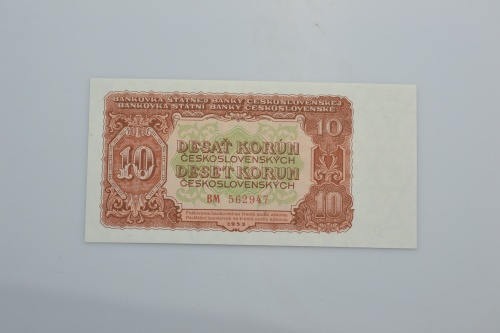 BANKOVKA STÁTNEJ BANKY ČESKOSLOVENSKEJ
BANKOVKA STÁTNÍ BANKY ČESKOSLOVENSKÉ
10
10
DESAŤ KORÚN
ČESKOSLOVENSKÝCH
DESET KORUN
ČESKOSLOVENSKÝCH
BM 562947
10
1953